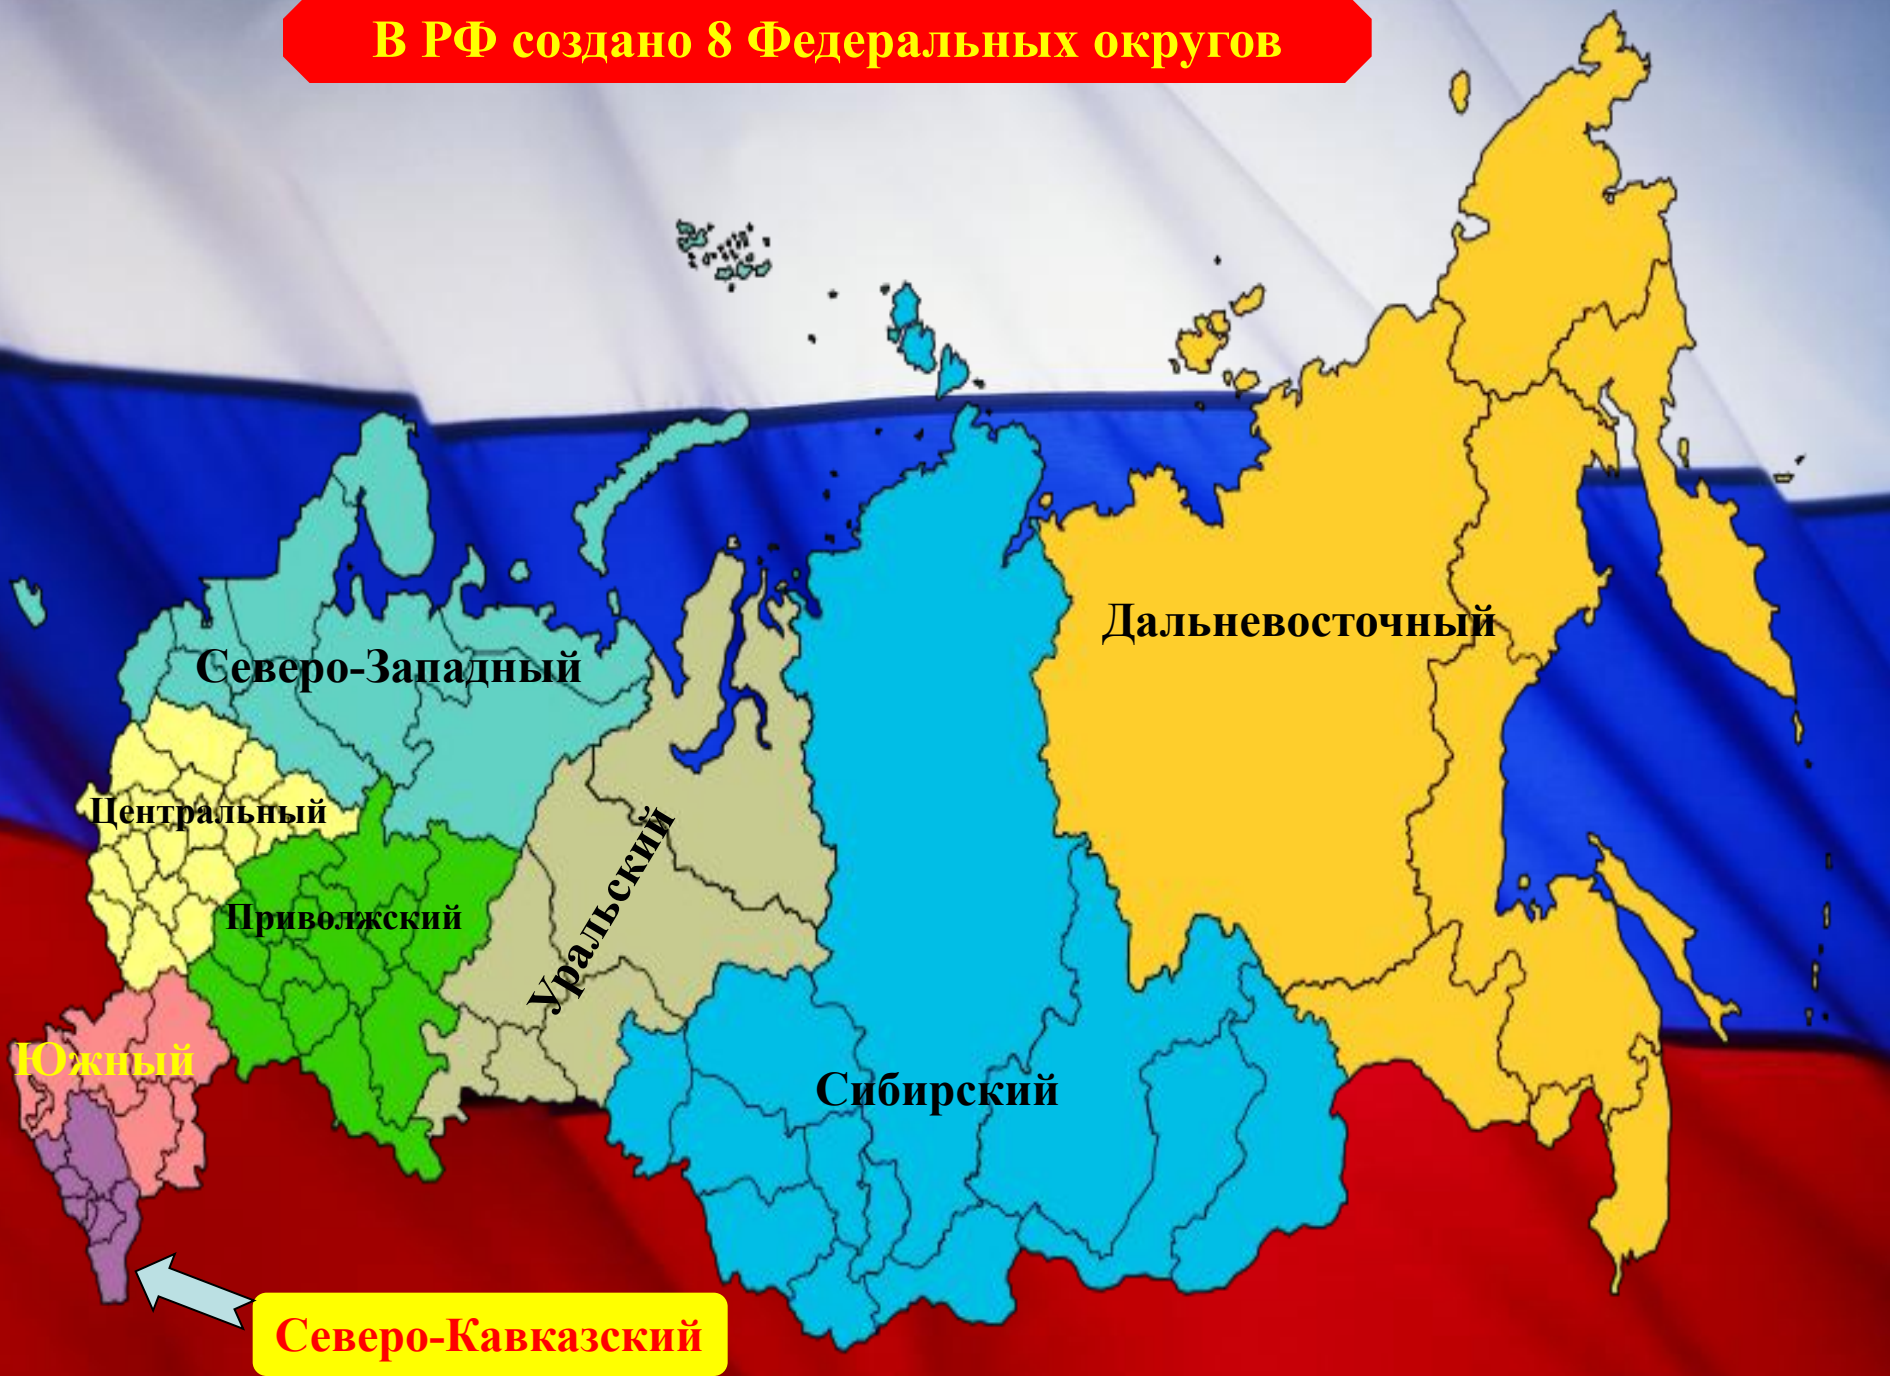 В РФ создано 8 Федеральных округов
Дальневосточный
Северо-Западный
Центральный
Уральский
Приволжский
Южный
Сибирский
Северо-Кавказский